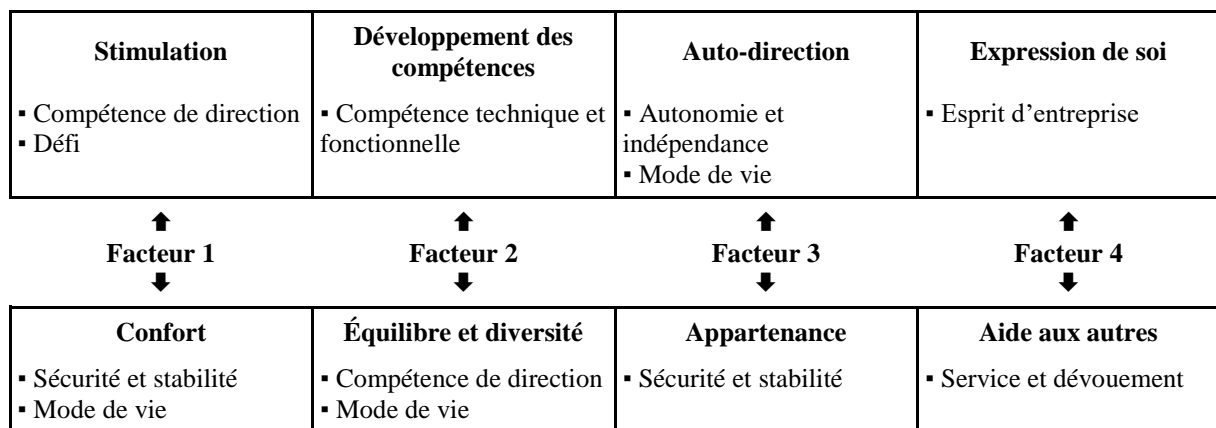 Stimulation
▪ Compétence de direction
▪ Défi
Développement des
compétences
▪ Compétence technique et
fonctionnelle
Auto-direction
▪ Autonomie et
indépendance
▪ Mode de vie
Expression de soi
▪ Esprit d’entreprise
Facteur 1
Facteur 2
Facteur 3
Facteur 4
Confort
▪ Sécurité et stabilité
▪ Mode de vie
Équilibre et diversité
▪ Compétence de direction
▪ Mode de vie
Appartenance
▪ Sécurité et stabilité
Aide aux autres
▪ Service et dévouement